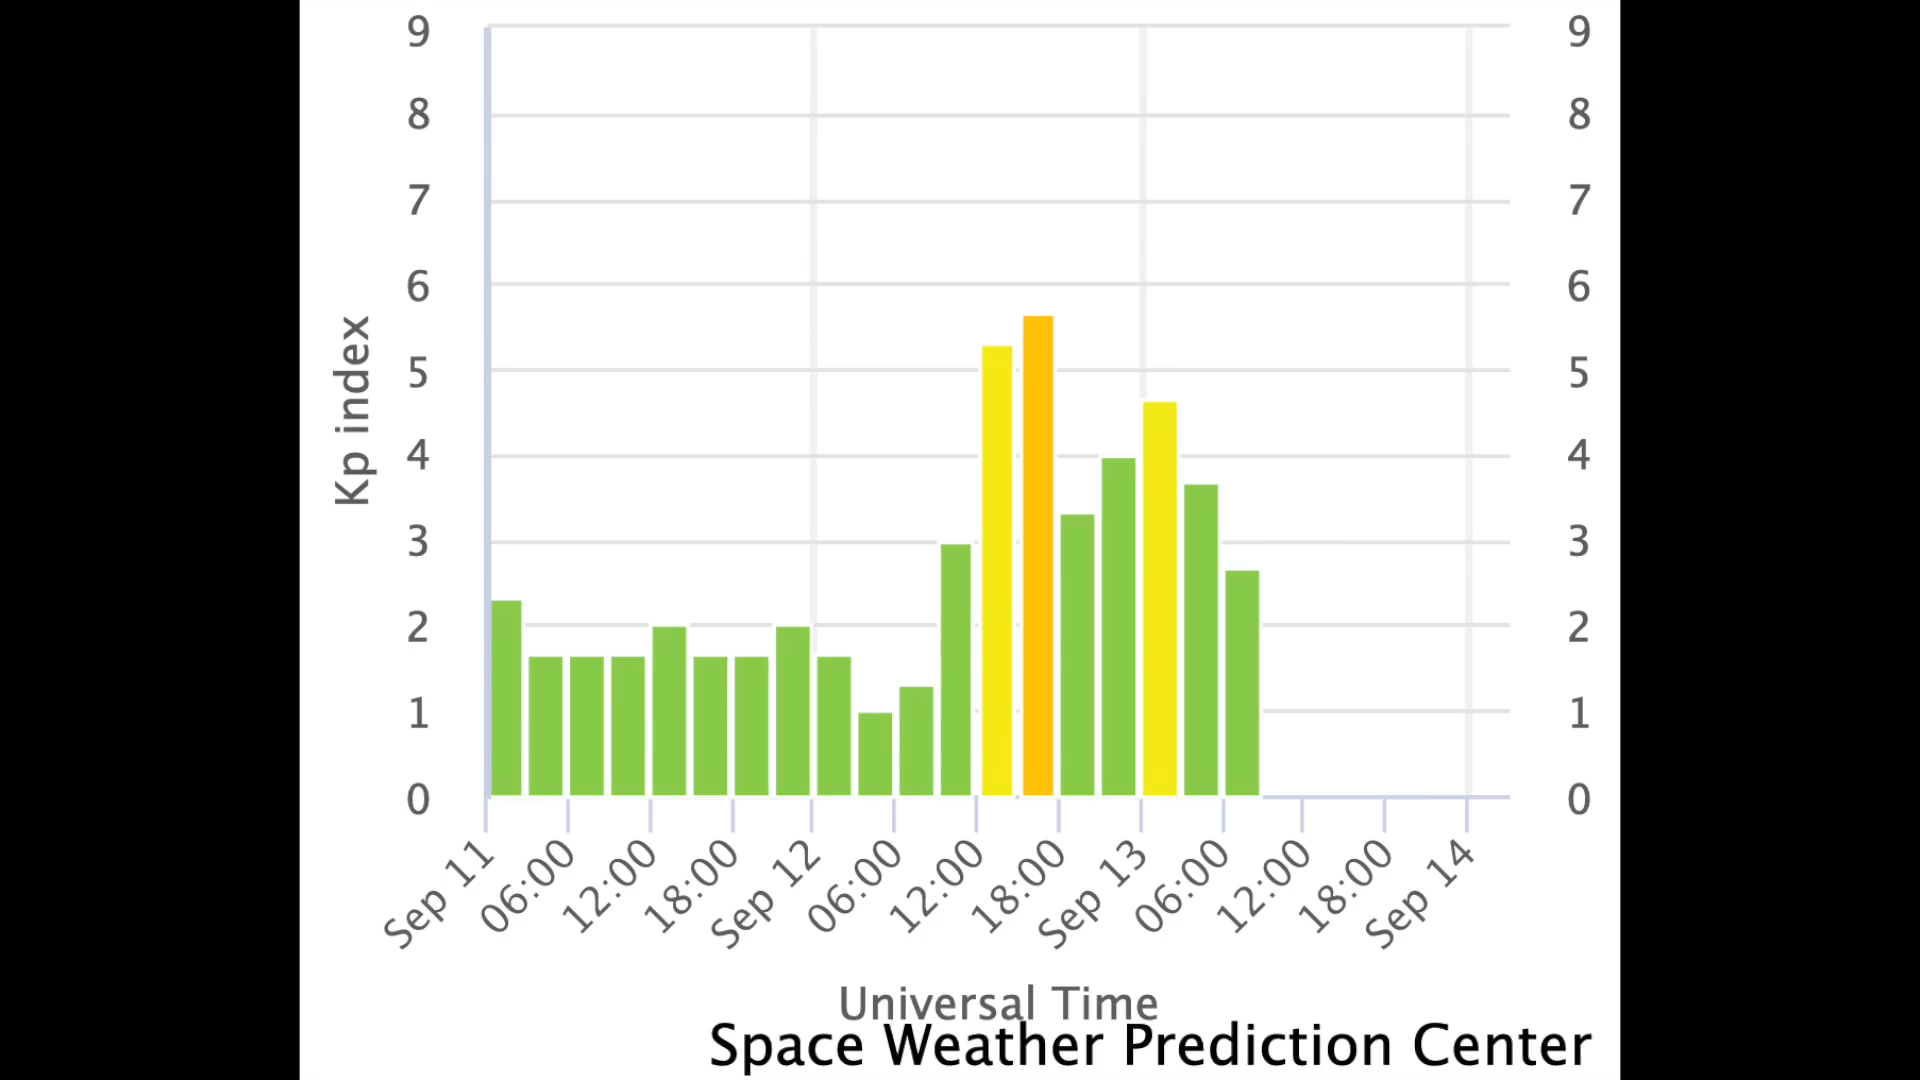 9 9
8 8
7 7
6 6
5 5
4 4
3 3
2 2
1 1
0 0
Kp index
Sep 11 06:00 12:00 18:00 Sep 12 06:00 12:00 18:00 Sep 13 06:00 12:00 18:00 Sep 14
Universal Time
Space Weather Prediction Center